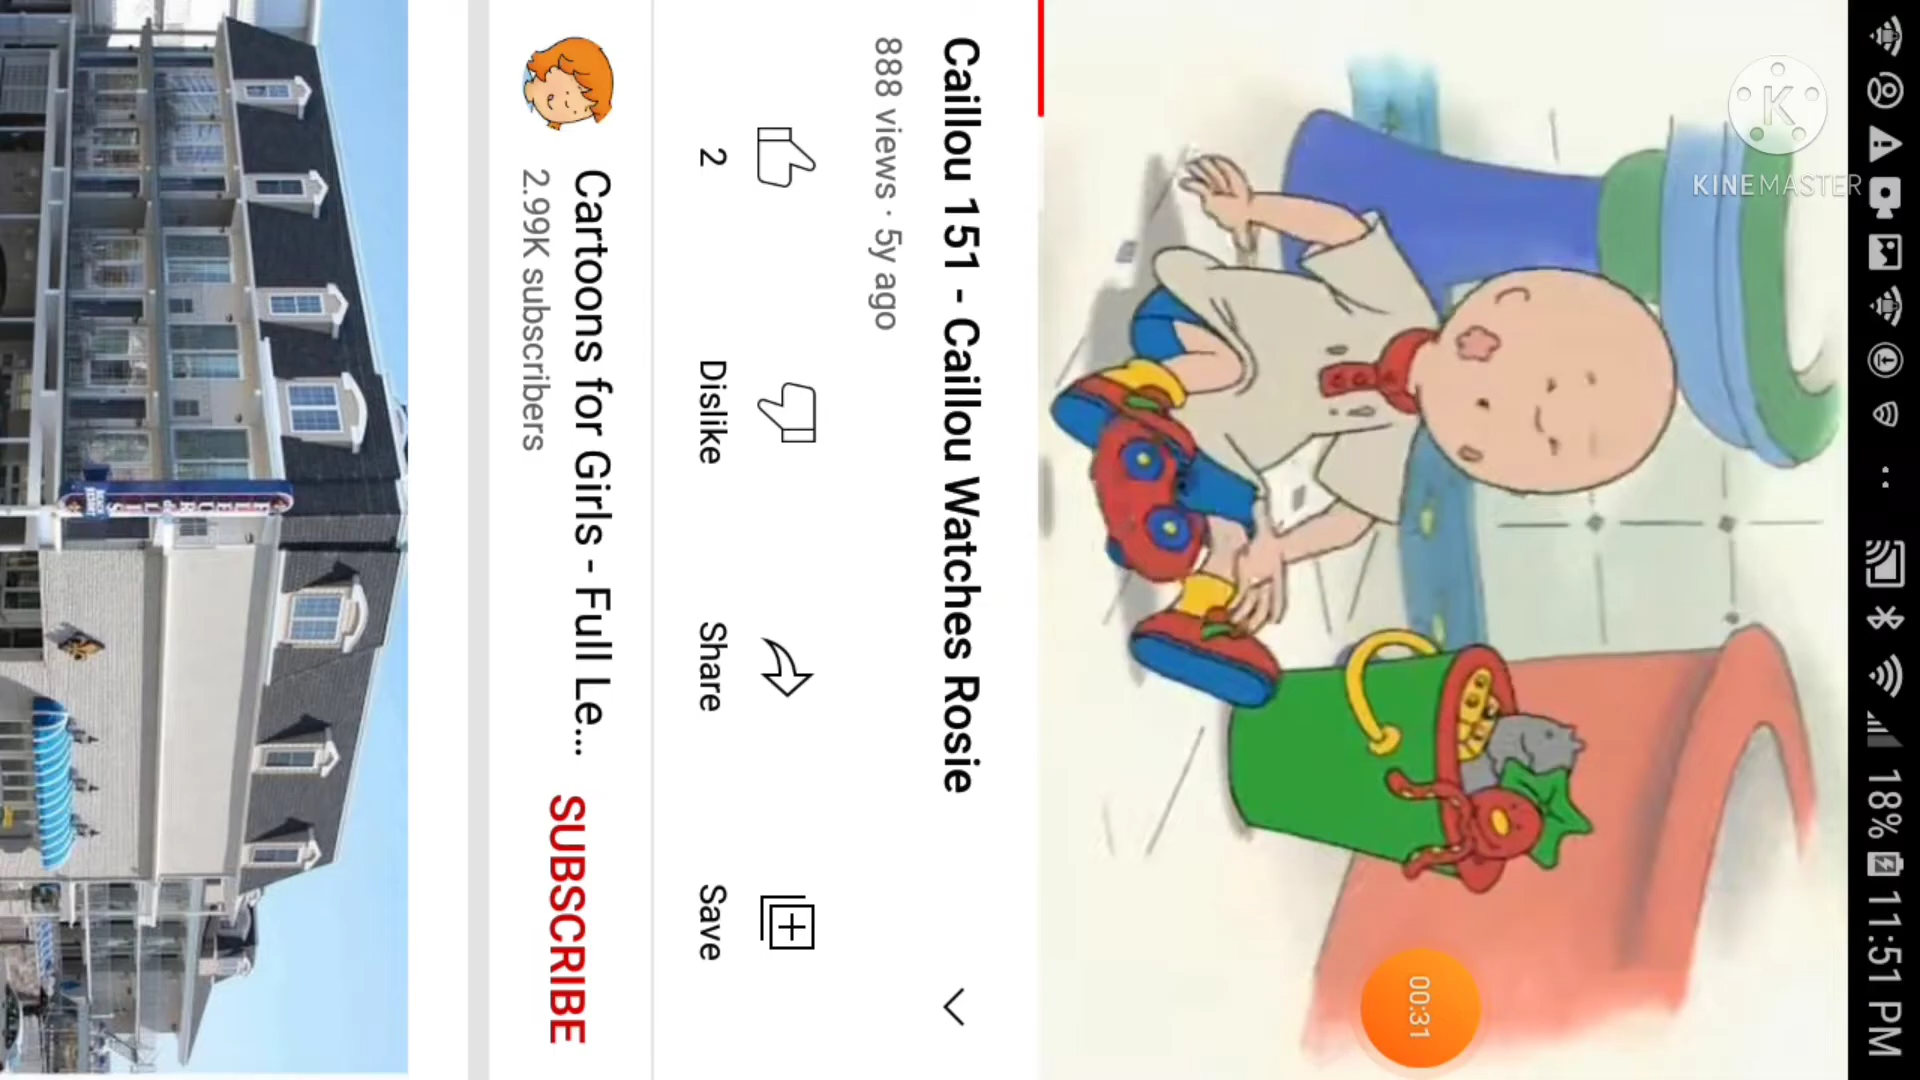 18% 11:51 PM
KINEMASTER
00:31
Caillou 151 - Caillou Watches Rosie
888 views · 5y ago
2
Dislike
Share
Save
Cartoons for Girls - Full Le...
2.99K subscribers
SUBSCRIBE